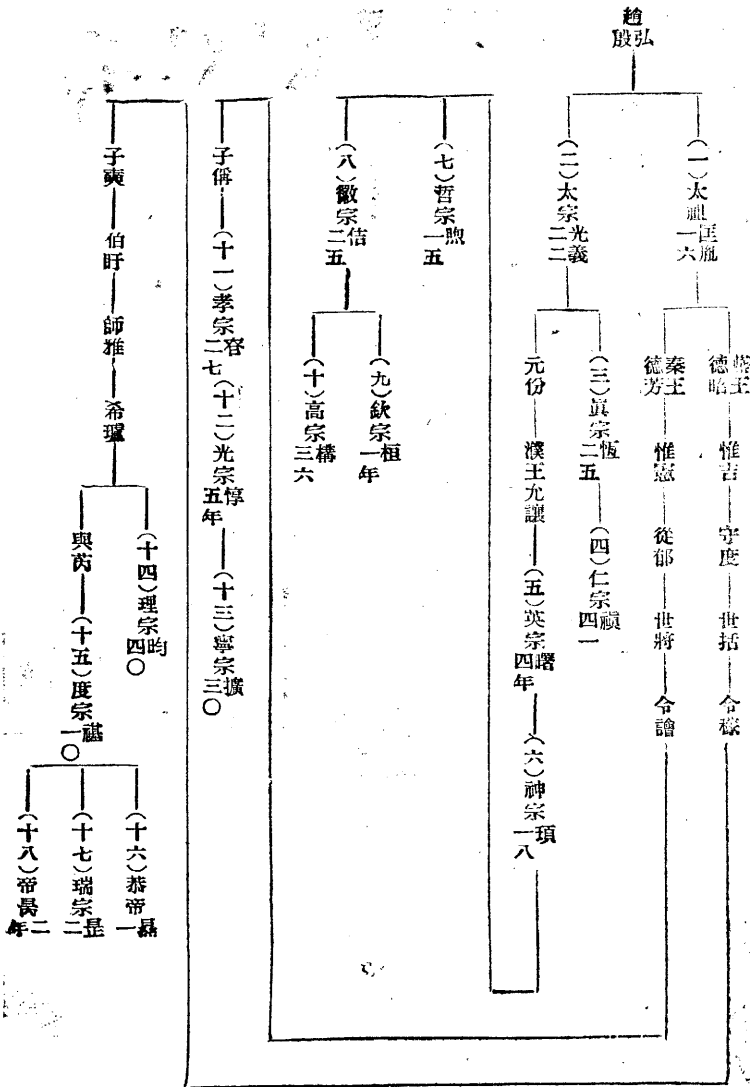 趙弘殷
（一）太祖匡胤一六
（二）太宗光義二二
燕王德昭
惟吉
守度
世括
令稼
秦王德芳
惟憲
從郁
世將
令譮
（三）眞宗恆二五
（四）仁宗禎四一
元份
濮王允讓
（五）英宗曙四年
（六）神宗頊一八
（七）哲宗煦一五
（八）徽宗佶二五
（九）欽宗桓一年
（十）高宗構三六
子偁
（十一）孝宗眘二七
（十二）光宗惇五年
（十三）寧宗擴三〇
子奭
伯旴
師雅
希瓐
（十四）理宗昀四〇
與芮
（十五）度宗禥一〇
（十六）恭帝㬎一
（十七）瑞宗昰二
（十八）帝昺二年